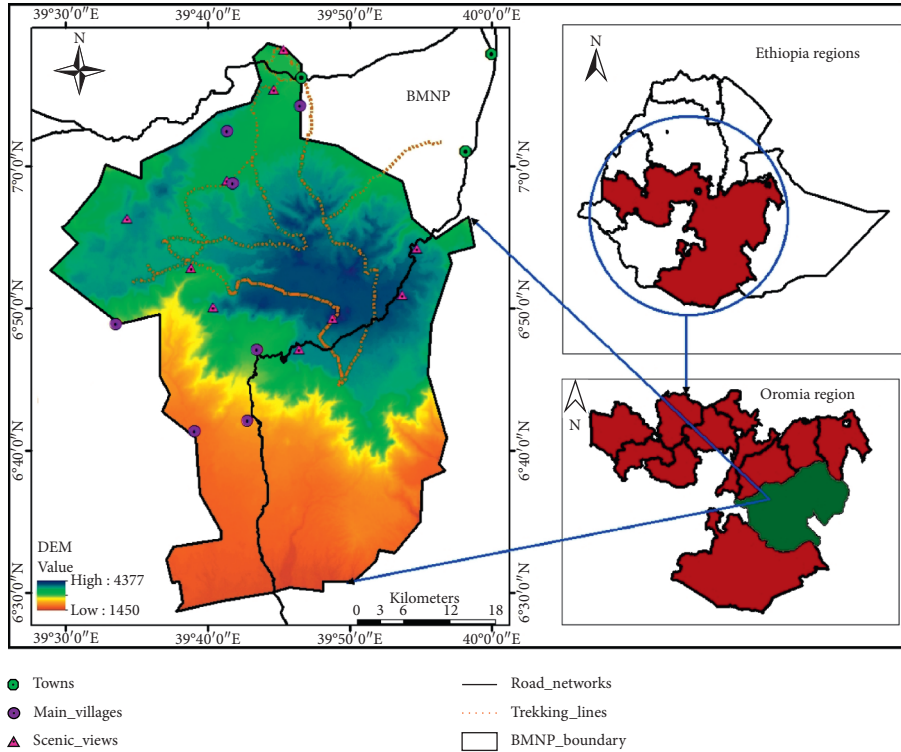 39°30′0″E
39°40′0″E
39°50′0″E
40°00′0″E
N
BMNP
7°0′0″N
6°50′0″N
6°40′0″N
6°30′0″N
7°0′0″N
6°50′0″N
6°40′0″N
6°30′0″N
DEM
Value
High : 4377
Low : 1450
Kilometers
0 3 6 12 18
39°30′0″E
39°40′0″E
39°50′0″E
40°00′0″E
N
Ethiopia regions
Oromia region
N
Towns
Main_villages
Scenic_views
Road_networks
Trekking_lines
BMNP_boundary